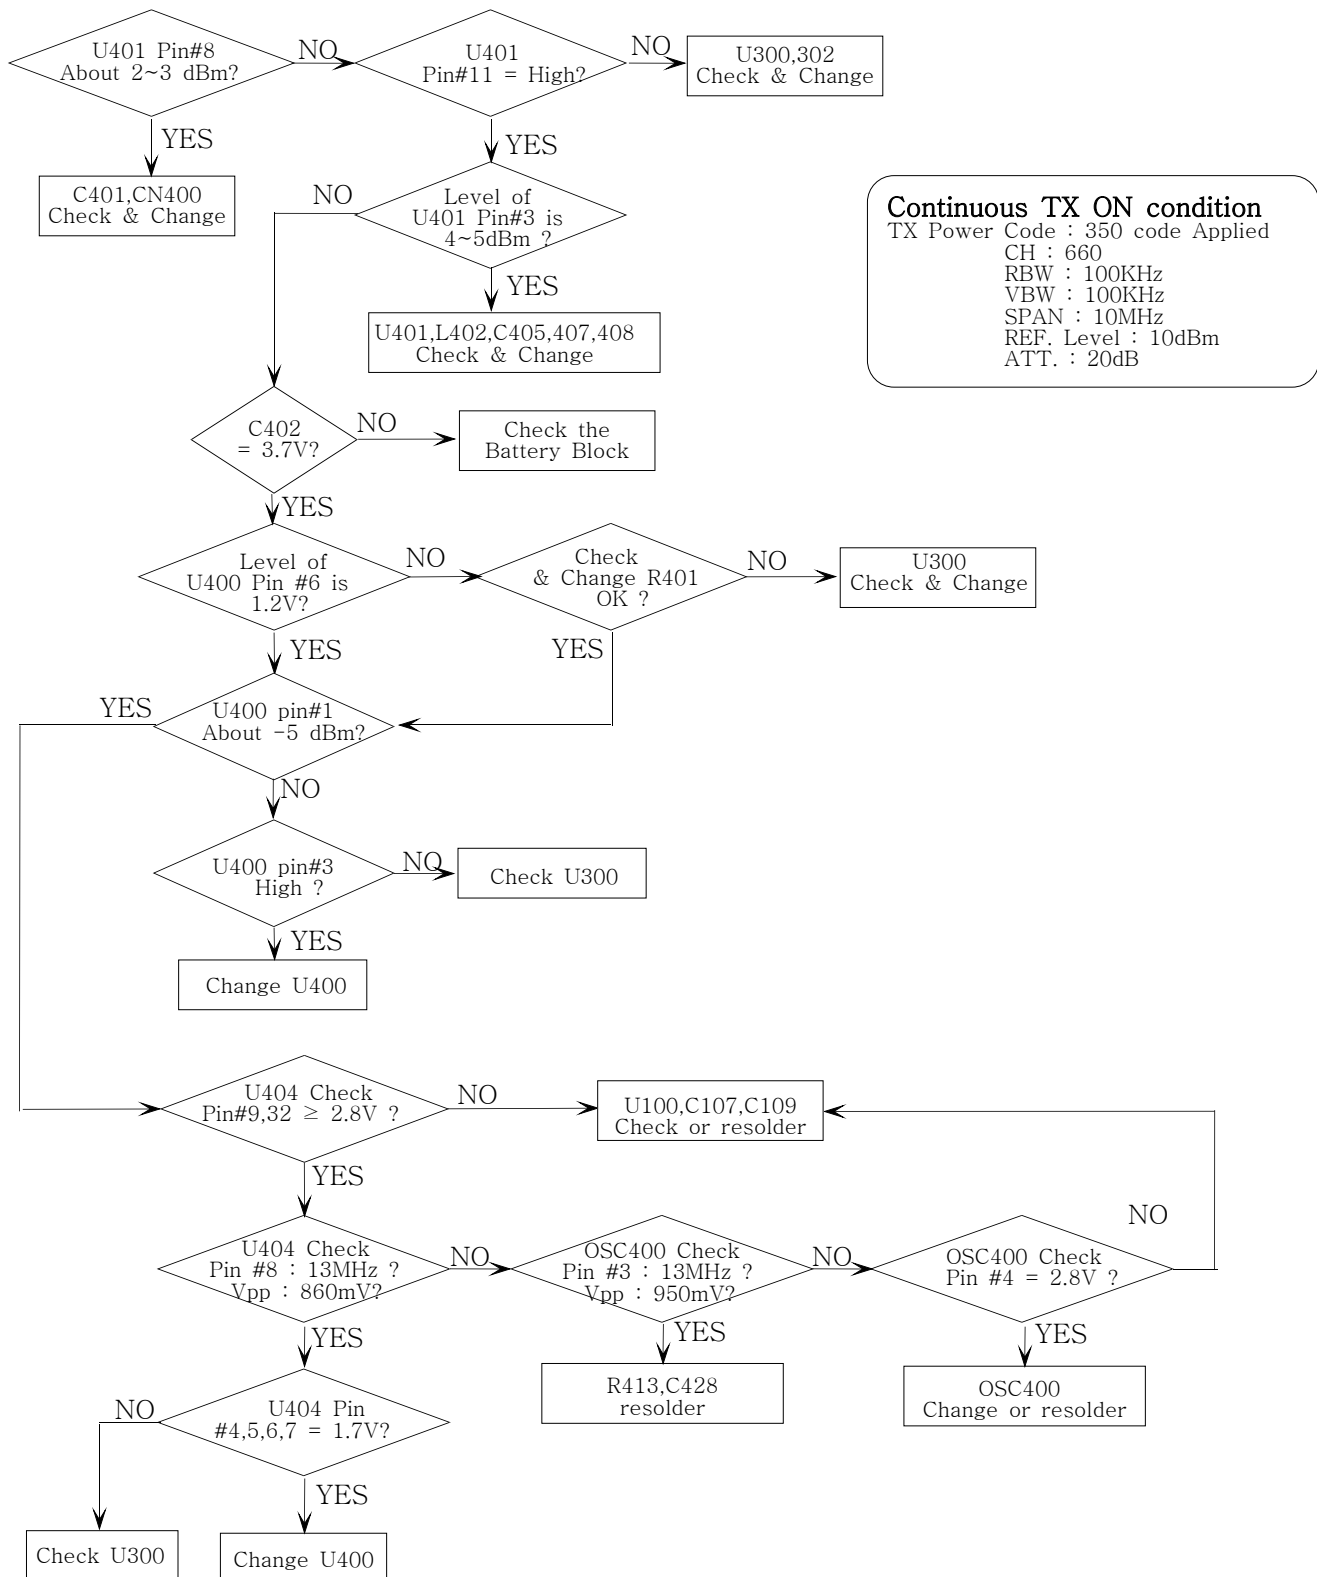 U401 Pin#8
About 2~3 dBm?
NO
U401
Pin#11 = High?
NO
U300,302
Check & Change
YES
YES
C401,CN400
Check & Change
NO
Level of
U401 Pin#3 is
4~5dBm ?
Continuous TX ON condition
TX Power Code : 350 code Applied
CH : 660
RBW : 100KHz
VBW : 100KHz
SPAN : 10MHz
REF. Level : 10dBm
ATT. : 20dB
YES
U401,L402,C405,407,408
Check & Change
C402
= 3.7V?
NO
Check the
Battery Block
YES
Level of
U400 Pin #6 is
1.2V?
NO
Check
& Change R401
OK ?
NO
U300
Check & Change
YES
YES
YES
U400 pin#1
About -5 dBm?
NO
U400 pin#3
High ?
NO
Check U300
YES
Change U400
U404 Check
Pin#9,32 ≥ 2.8V ?
NO
U100,C107,C109
Check or resolder
YES
U404 Check
Pin #8 : 13MHz ?
Vpp : 860mV?
NO
OSC400 Check
Pin #3 : 13MHz ?
Vpp : 950mV?
NO
OSC400 Check
Pin #4 = 2.8V ?
NO
YES
YES
YES
R413,C428
resolder
OSC400
Change or resolder
NO
U404 Pin
#4,5,6,7 = 1.7V?
YES
Check U300
Change U400